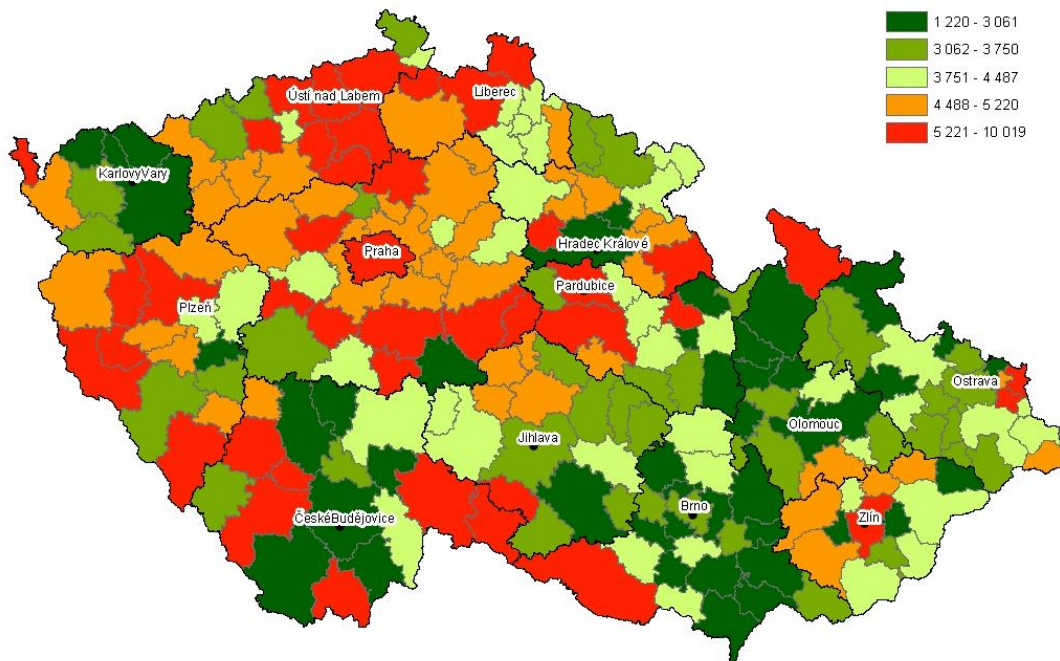 1 220 - 3 061
3 062 - 3 750
3 751 - 4 487
4 488 - 5 220
5 221 - 10 019
Ústí nad Labem
Liberec
KarlovyVary
Praha
Hradec Králové
Pardubice
Plzeň
Ostrava
Olomouc
Jihlava
Brno
Zlín
ČeskéBudějovice